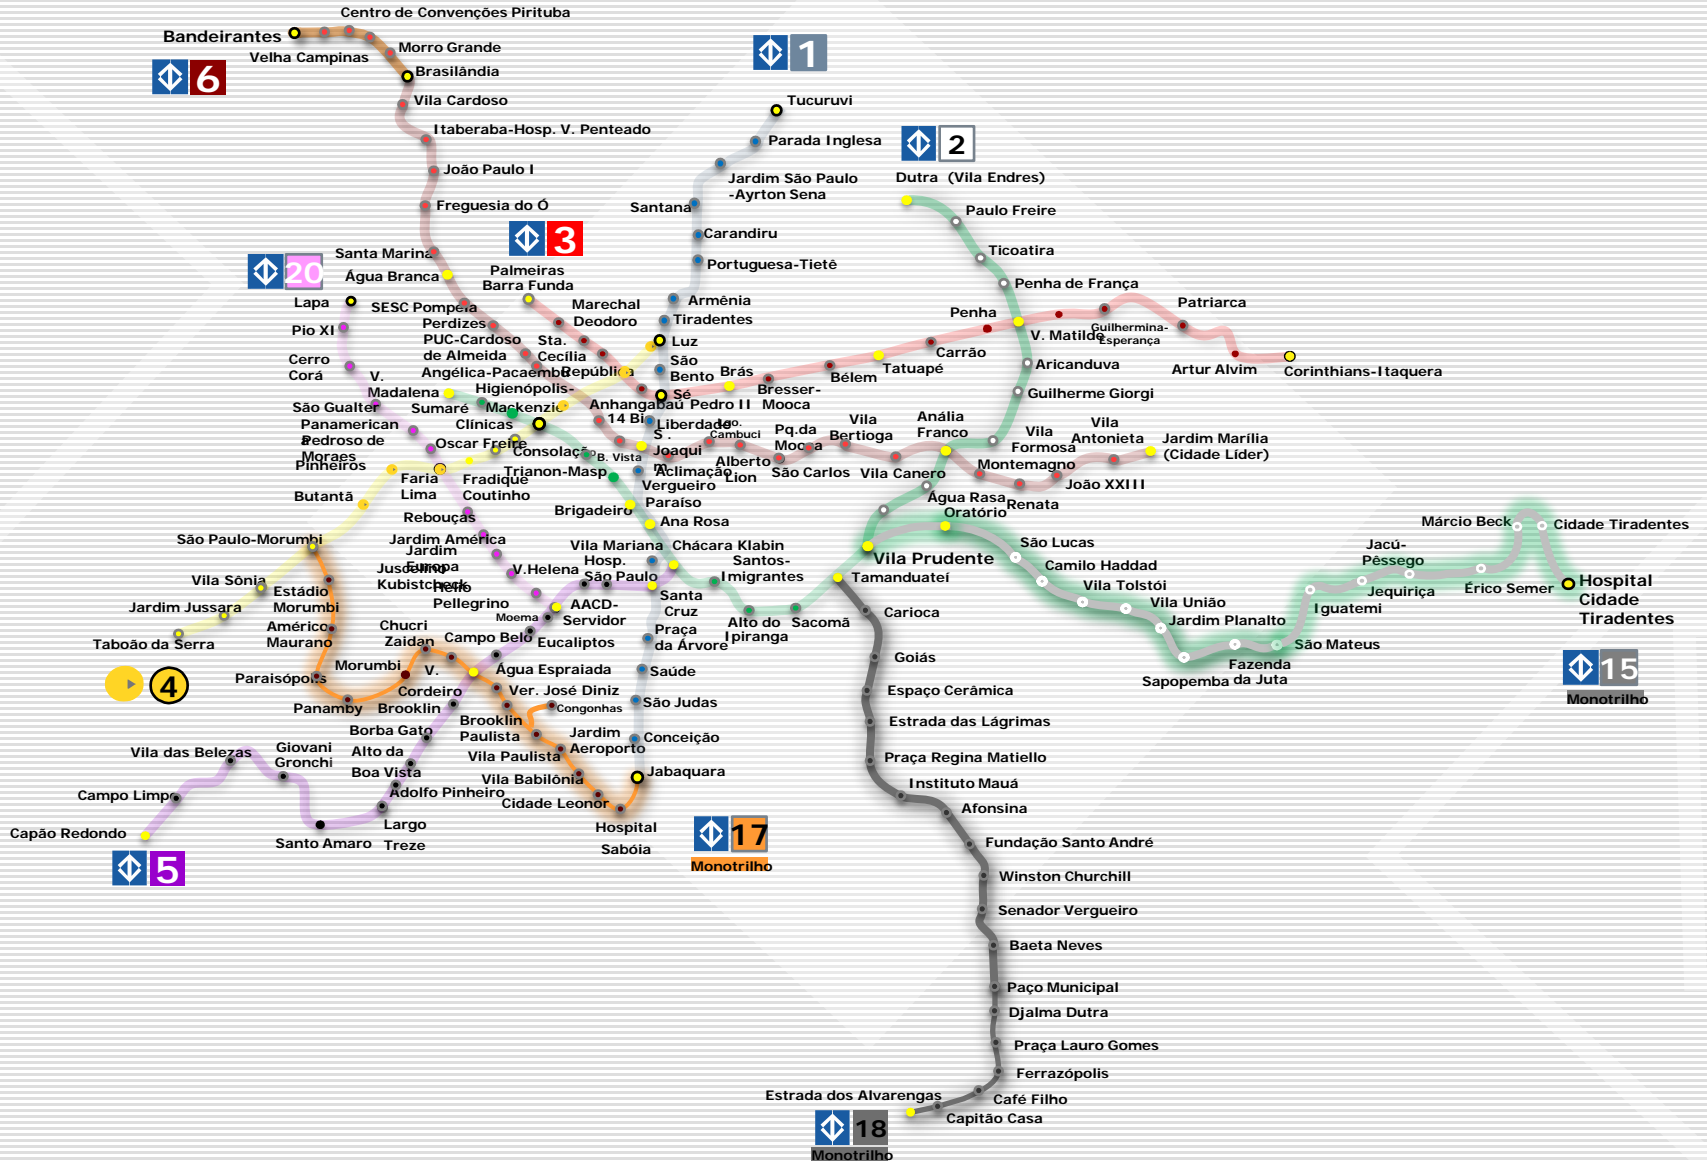 Centro de Convenções Pirituba
Bandeirantes
Velha Campinas
Morro Grande
Brasilândia
6
Vila Cardoso
Itaberaba-Hosp. V. Penteado
João Paulo I
Freguesia do Ó
Santa Marina
Água Branca
SESC Pompéia
Perdizes
PUC-Cardoso
de Almeida
Angélica-Pacaembu
Higienópolis-
Mackenzie
1
Tucuruvi
Parada Inglesa
Jardim São Paulo
-Ayrton Sena
Santana
Carandiru
Portuguesa-Tietê
Armênia
Tiradentes
Luz
São
Bento
Sé
Liberdade
2
Dutra (Vila Endres)
Paulo Freire
Ticoatira
Penha de França
Penha
V. Matilde
Guilhermina-
Esperança
Patriarca
Artur Alvim
Corinthians-Itaquera
Aricanduva
Guilherme Giorgi
3
Palmeiras
Barra Funda
Marechal
Deodoro
Sta.
Cecília
República
Anhangabaú
Pedro II
Brás
Bresser-
Mooca
Belém
Tatuapé
Carrão
20
Lapa
Pio XI
Cerro
Corá
V.
Madalena
São Gualter
Panamerican
a
Pedroso de
Moraes
Sumaré
Clínicas
Oscar Freire
Consolação
Trianon-Masp
Brigadeiro
14 Bis
B. Vista
S.
Joaqui
m
Aclimação
Vergueiro
Paraíso
Ana Rosa
Cambuci
Alberto
Lion
Pq.da
Mooca
São Carlos
Vila
Bertioga
Vila Canero
Anália
Franco
Vila
Formosa
Montemagno
Renata
João XXIII
Vila
Antonieta
Jardim Marília
(Cidade Líder)
Água Rasa
Oratório
Pinheiros
Butantã
Faria
Lima
Fradique
Coutinho
Rebouças
Jardim América
Jardim
Europa
Juscelino
Kubistcheck
Hélio
Pellegrino
V.Helena
São Paulo-Morumbi
Vila Sônia
Jardim Jussara
Taboão da Serra
4
Estádio
Morumbi
Américo
Maurano
Paraisópolis
Panamby
Morumbi
Chucri
Zaidan
V.
Cordeiro
Brooklin
Campo Belo
Moema
AACD-
Servidor
Eucaliptos
Água Espraiada
Ver. José Diniz
Congonhas
Brooklin
Paulista
Jardim
Aeroporto
Vila Paulista
Vila Babilônia
Cidade Leonor
Hospital
Sabóia
17
Monotrilho
Vila Mariana
Hosp.
São Paulo
Chácara Klabin
Santos-
Imigrantes
Santa
Cruz
Praça
da Árvore
Saúde
São Judas
Conceição
Jabaquara
Alto do
Ipiranga
Sacomã
Tamanduateí
Vila Prudente
São Lucas
Camilo Haddad
Vila Tolstói
Vila União
Jardim Planalto
Sapopemba
Fazenda
da Juta
São Mateus
Iguatemi
Jacú-
Pêssego
Jequiriça
Érico Semer
Márcio Beck
Cidade Tiradentes
Hospital
Cidade
Tiradentes
15
Monotrilho
Borba Gato
Alto da
Boa Vista
Adolfo Pinheiro
Largo
Treze
Santo Amaro
Giovani
Gronchi
Vila das Belezas
Campo Limpo
Capão Redondo
5
Carioca
Goiás
Espaço Cerâmica
Estrada das Lágrimas
Praça Regina Matiello
Instituto Mauá
Afonsina
Fundação Santo André
Winston Churchill
Senador Vergueiro
Baeta Neves
Paço Municipal
Djalma Dutra
Praça Lauro Gomes
Ferrazópolis
Café Filho
Capitão Casa
Estrada dos Alvarengas
18
Monotrilho